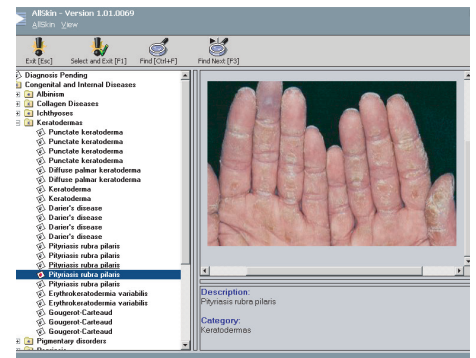 AllSkin - Version 1.01.0069
AllSkin View
Exit [Esc] Select and Exit [F1] Find [Ctrl+F] Find Next [F3]
Diagnosis Pending
Congenital and Internal Diseases
Albinism
Collagen Diseases
Ichthyoses
Keratodermas
Punctate keratoderma
Punctate keratoderma
Punctate keratoderma
Punctate keratoderma
Diffuse palmar keratoderma
Diffuse palmar keratoderma
Keratoderma
Keratoderma
Darier's disease
Darier's disease
Darier's disease
Darier's disease
Pityriasis rubra pilaris
Pityriasis rubra pilaris
Pityriasis rubra pilaris
Pityriasis rubra pilaris
Pityriasis rubra pilaris
Erythrokeratodermia variabilis
Erythrokeratodermia variabilis
Gougerot-Carteaud
Gougerot-Carteaud
Gougerot-Carteaud
Pigmentary disorders
Psoriasis
Description:
Pityriasis rubra pilaris
Category:
Keratodermas